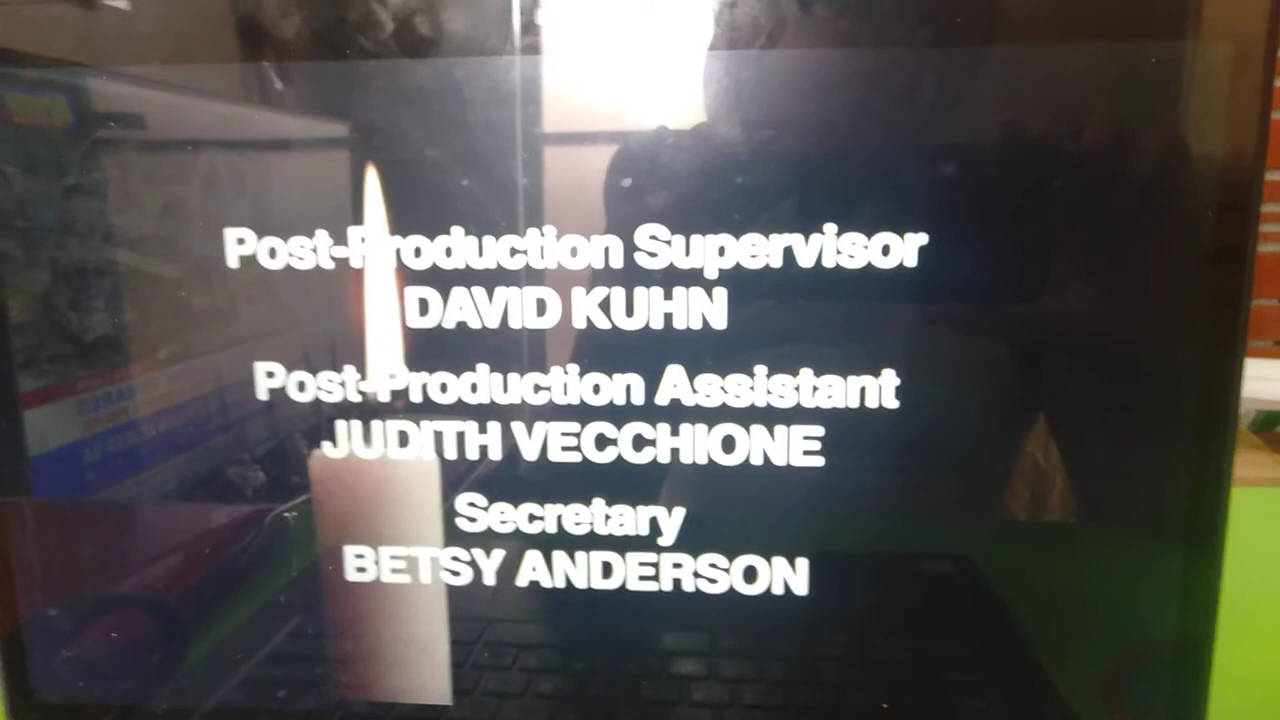 Post-Production Supervisor
DAVID KUHN
Post-Production Assistant
JUDITH VECCHIONE
Secretary
BETSY ANDERSON